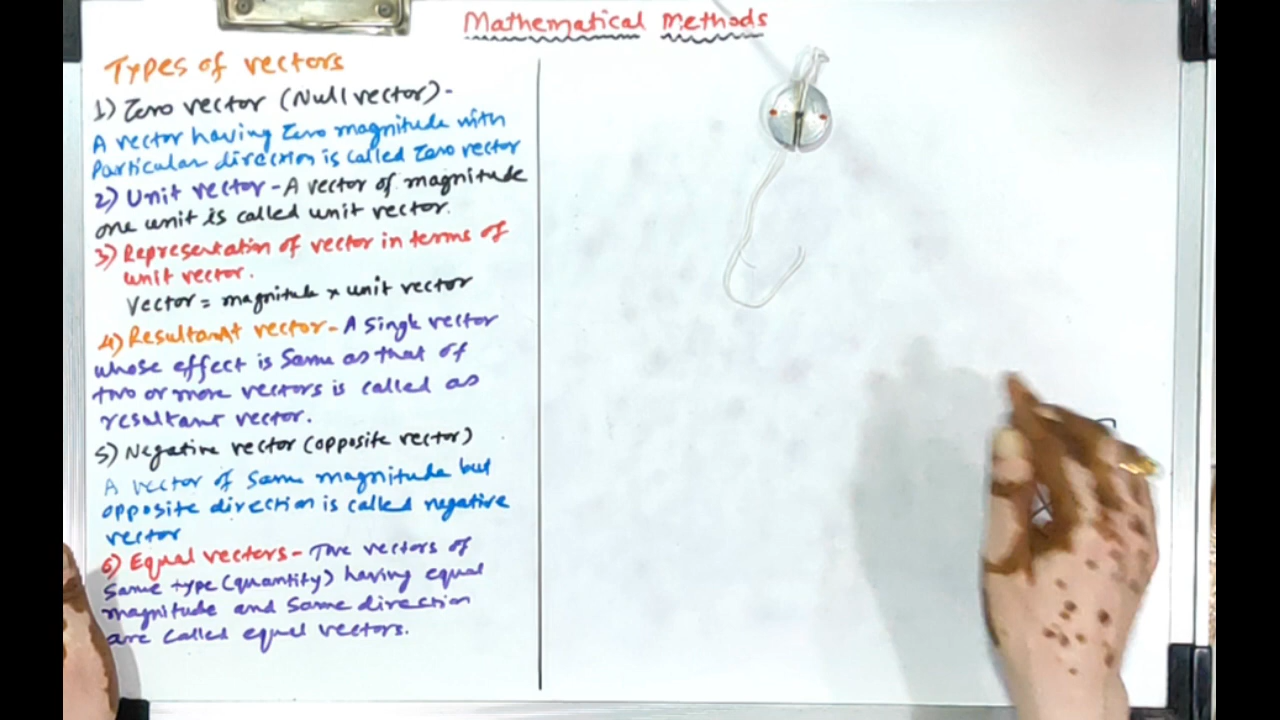 Mathematical Methods
Types of vectors
1) Zero vector (Null vector) -
A vector having Zero magnitude with
Particular direction is called Zero vector
2) Unit vector - A vector of magnitude
one unit is called unit vector.
3) Representation of vector in terms of
unit vector.
Vector = magnitude x unit vector
4) Resultant vector - A Single vector
whose effect is Same as that of
two or more vectors is called as
resultant vector.
5) Negative vector (opposite vector)
A vector of Same magnitude but
opposite direction is called negative
vector
6) Equal vectors - Two vectors of
Same type (quantity) having equal
magnitude and Same direction
are called equal vectors.